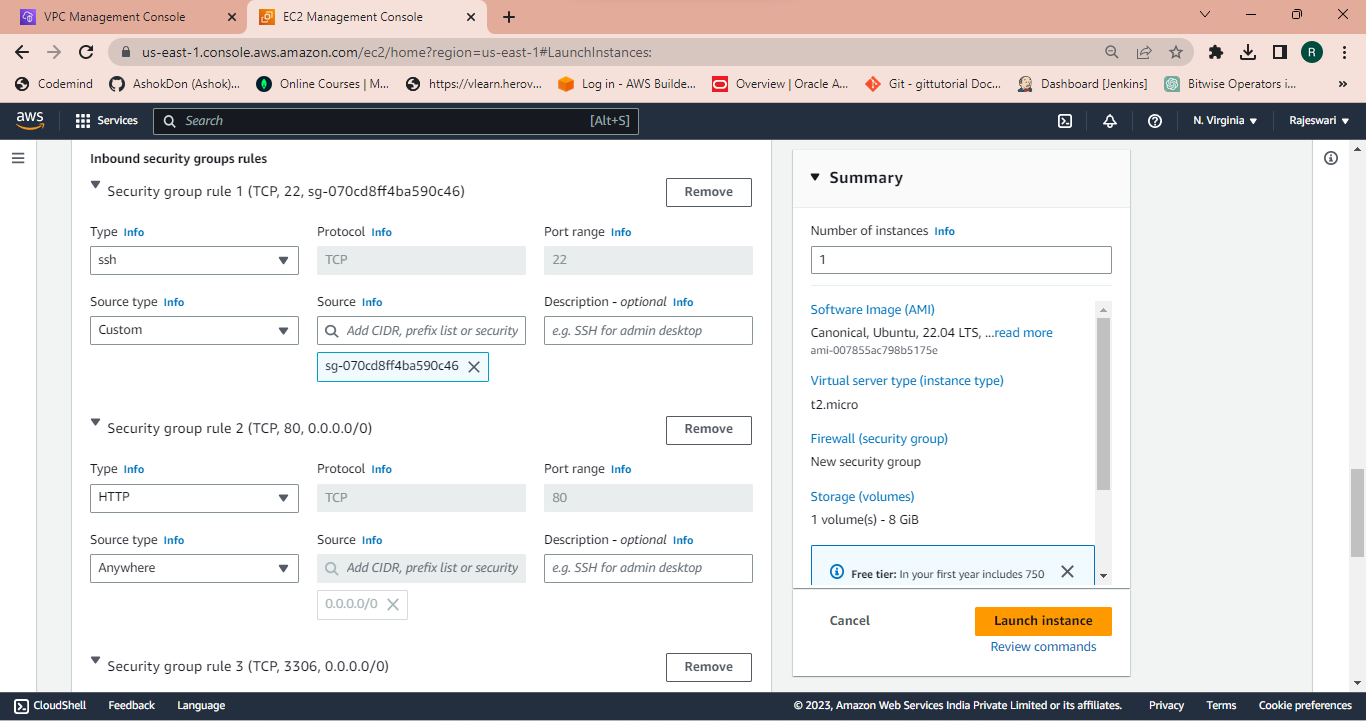 VPC Management Console
EC2 Management Console
us-east-1.console.aws.amazon.com/ec2/home?region=us-east-1#LaunchInstances:
R
Codemind
AshokDon (Ashok)...
Online Courses | M...
https://vlearn.herov...
Log in - AWS Builde...
Overview | Oracle A...
Git - gittutorial Doc...
Dashboard [Jenkins]
Bitwise Operators i...
»
aws
Services
Search
[Alt+S]
N. Virginia
Rajeswari
Inbound security groups rules
Security group rule 1 (TCP, 22, sg-070cd8ff4ba590c46)
Remove
Type Info
Protocol Info
Port range Info
ssh
TCP
22
Source type Info
Source Info
Description - optional Info
Custom
Add CIDR, prefix list or security
e.g. SSH for admin desktop
sg-070cd8ff4ba590c46
Security group rule 2 (TCP, 80, 0.0.0.0/0)
Remove
Type Info
Protocol Info
Port range Info
HTTP
TCP
80
Source type Info
Source Info
Description - optional Info
Anywhere
Add CIDR, prefix list or security
e.g. SSH for admin desktop
0.0.0.0/0
Security group rule 3 (TCP, 3306, 0.0.0.0/0)
Remove
Summary
Number of instances Info
1
Software Image (AMI)
Canonical, Ubuntu, 22.04 LTS, ...read more
ami-007855ac798b5175e
Virtual server type (instance type)
t2.micro
Firewall (security group)
New security group
Storage (volumes)
1 volume(s) - 8 GiB
Free tier: In your first year includes 750
Cancel
Launch instance
Review commands
CloudShell
Feedback
Language
© 2023, Amazon Web Services India Private Limited or its affiliates.
Privacy
Terms
Cookie preferences